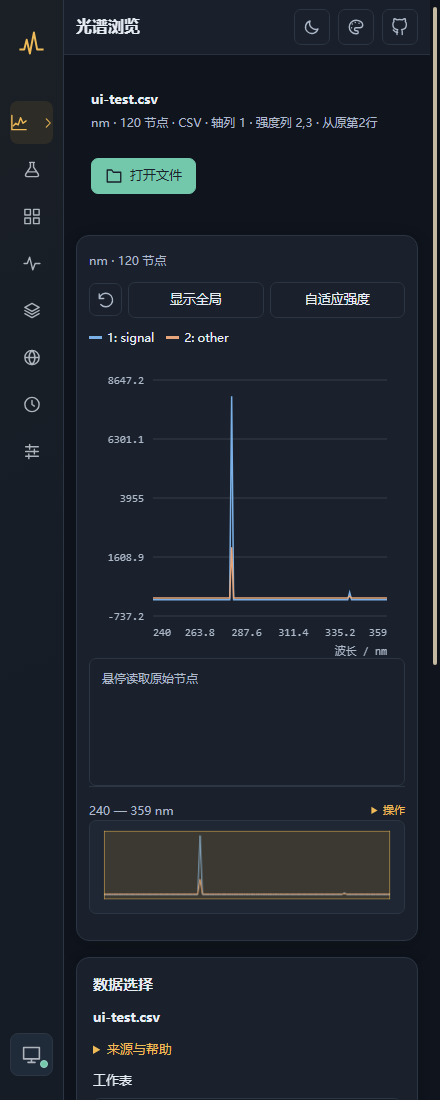 光谱浏览
ui-test.csv
nm · 120 节点 · CSV · 轴列 1 · 强度列 2,3 · 从原第2行
打开文件
nm · 120 节点
显示全局 自适应强度
1: signal 2: other
8647.2
6301.1
3955
1608.9
-737.2
240 263.8 287.6 311.4 335.2 359
波长 / nm
悬停读取原始节点
240 — 359 nm ▶ 操作
数据选择
ui-test.csv
▶ 来源与帮助
工作表